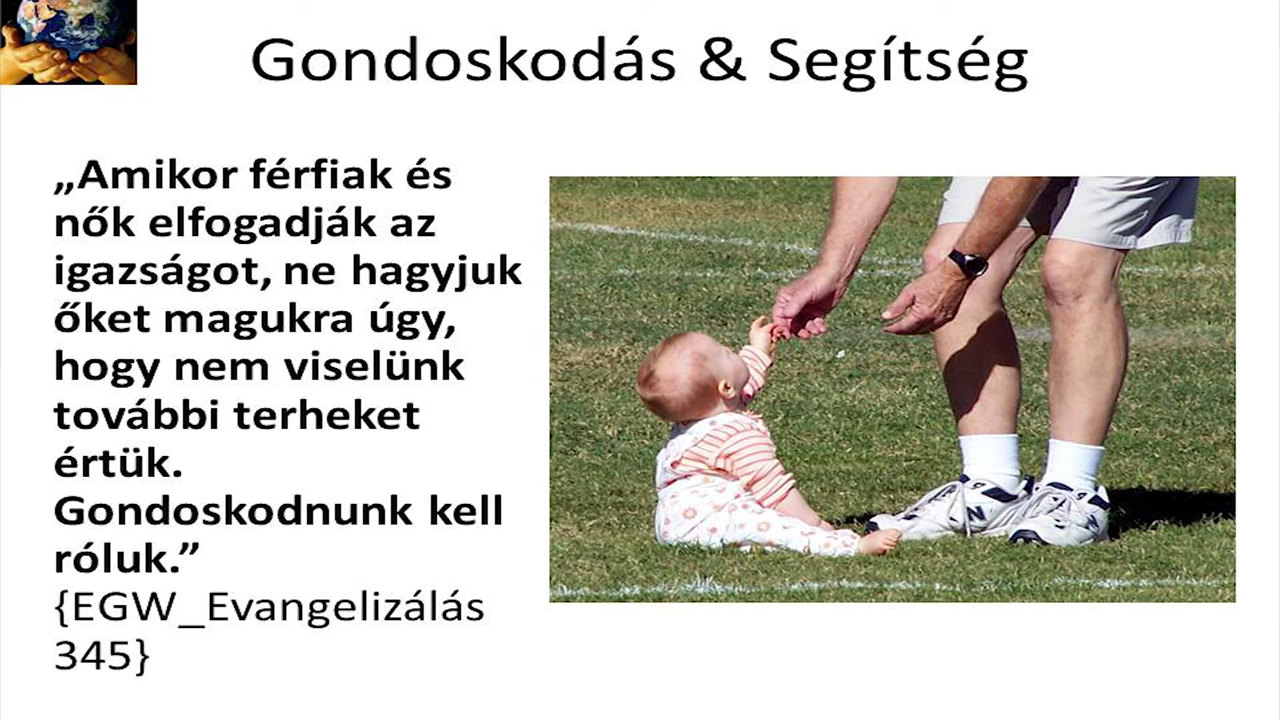 Gondoskodás & Segítség
„Amikor férfiak és
nők elfogadják az
igazságot, ne hagyjuk
őket magukra úgy,
hogy nem viselünk
további terheket
értük.
Gondoskodnunk kell
róluk.”
{EGW_Evangelizálás
345}
N